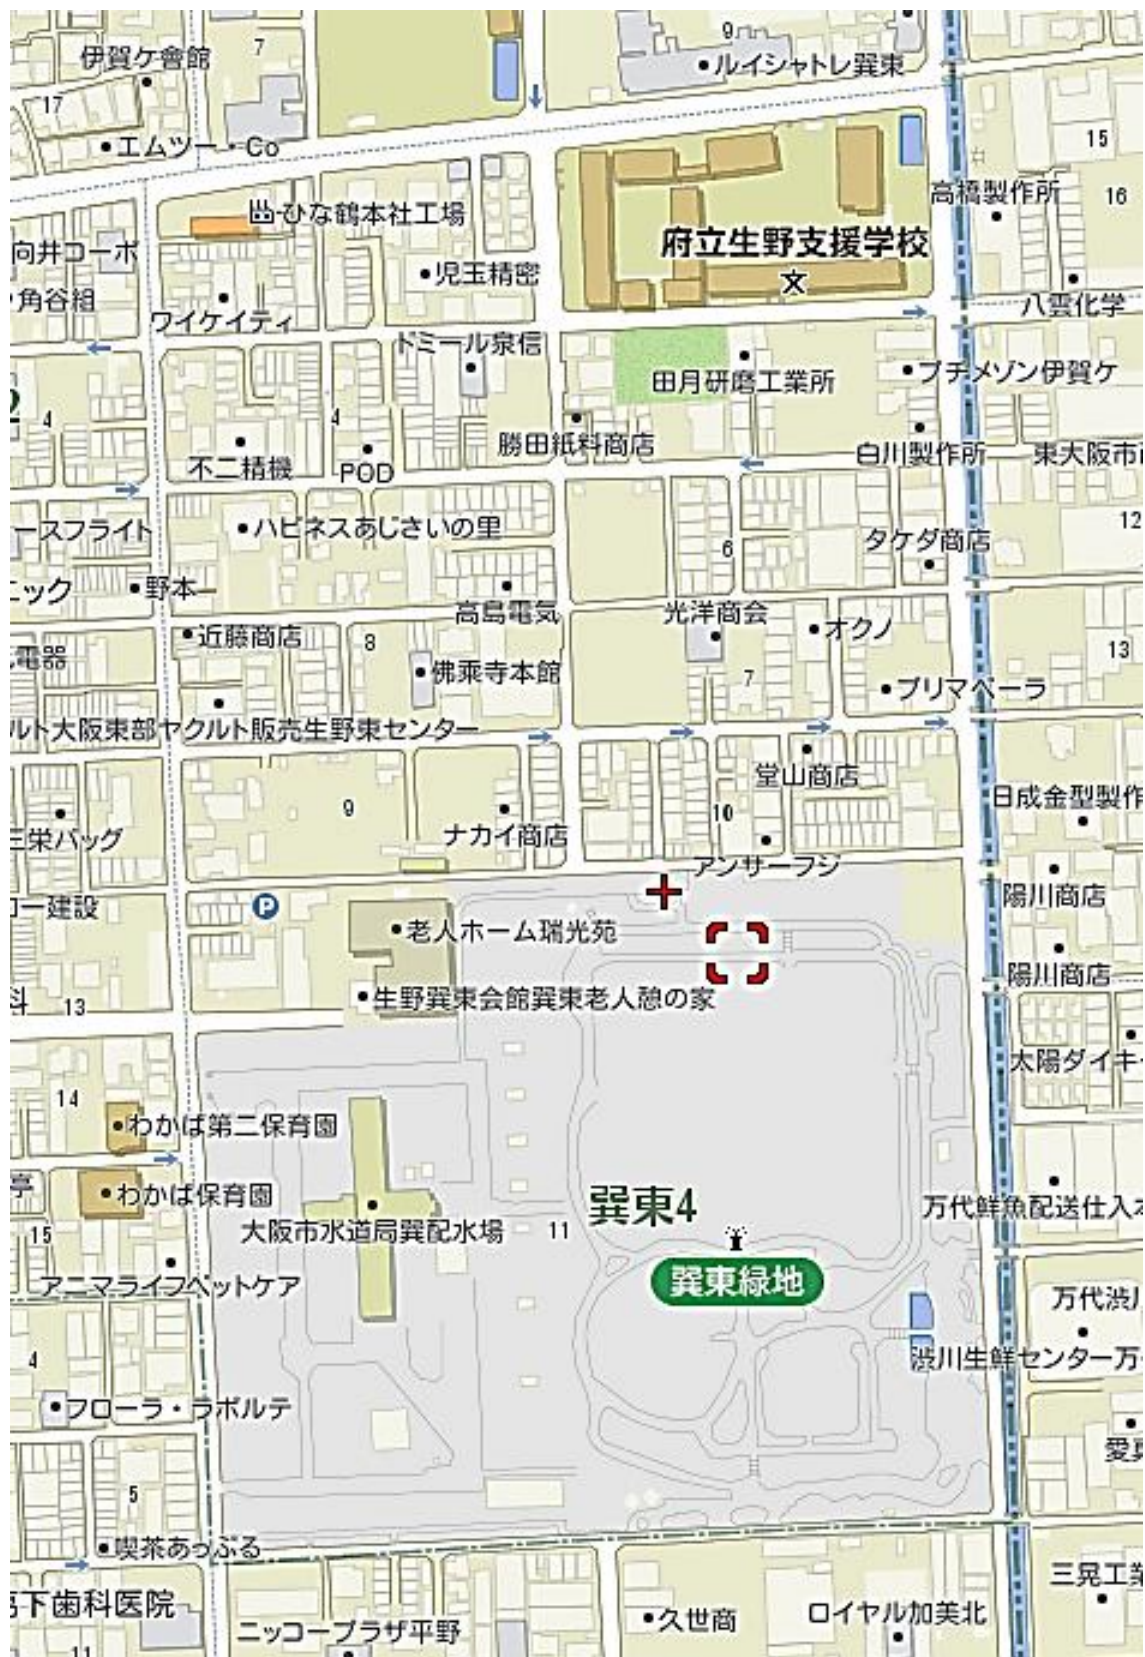 7
9
伊賀ケ會館
ルイシャトレ巽東
17
エムツー・Co
15
高橋製作所
16
ひな鶴本社工場
府立生野支援学校
向井コーポ
児玉精密
角谷組
八雲化学
ワイケイティ
ドミール泉信
プチメゾン伊賀ケ
田月研磨工業所
4
4
勝田紙料商店
白川製作所
東大阪市
不二精機
POD
12
ースフライト
ハピネスあじさいの里
タケダ商店
6
ニック
野本
高島電気
光洋商会
近藤商店
8
オクノ
電器
13
佛乘寺本館
7
プリマベーラ
ルト大阪東部ヤクルト販売生野東センター
堂山商店
日成金型製作
9
10
三栄バッグ
ナカイ商店
アンサーフジ
陽川商店
コー建設
P
老人ホーム瑞光苑
陽川商店
科
13
生野巽東会館巽東老人憩の家
太陽ダイキ
14
わかば第二保育園
亭
わかば保育園
巽東4
万代鮮魚配送仕入
15
大阪市水道局巽配水場
11
アニマライフペットケア
巽東緑地
万代渋川
4
渋川生鮮センター万
フローラ・ラポルテ
愛真
5
喫茶あっぷる
三晃工業
下歯科医院
久世商
ロイヤル加美北
ニッコープラザ平野
11